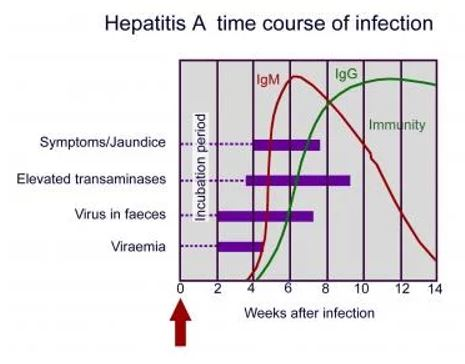 Hepatitis A time course of infection
IgM
IgG
Immunity
Incubation period
Symptoms/Jaundice
Elevated transaminases
Virus in faeces
Viraemia
0 2 4 6 8 10 12 14
Weeks after infection